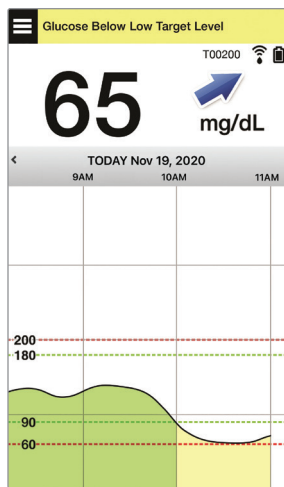 Glucose Below Low Target Level
T00200
65
mg/dL
‹ TODAY Nov 19, 2020
9AM 10AM 11AM
200
180
90
60